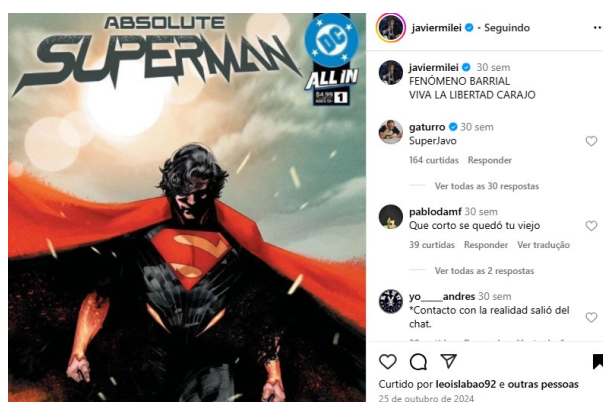 ABSOLUTE
SUPERMAN
DC
ALL IN
$4.99
1
javiermilei • Seguindo
javiermilei 30 sem
FENÓMENO BARRIAL
VIVA LA LIBERTAD CARAJO
gaturro 30 sem
SuperJavo
164 curtidas Responder
Ver todas as 30 respostas
pablodamf 30 sem
Que corto se quedó tu viejo
39 curtidas Responder Ver tradução
Ver todas as 2 respostas
yo____andres 30 sem
*Contacto con la realidad salió del
chat.
Curtido por leoislabao92 e outras pessoas
25 de outubro de 2024